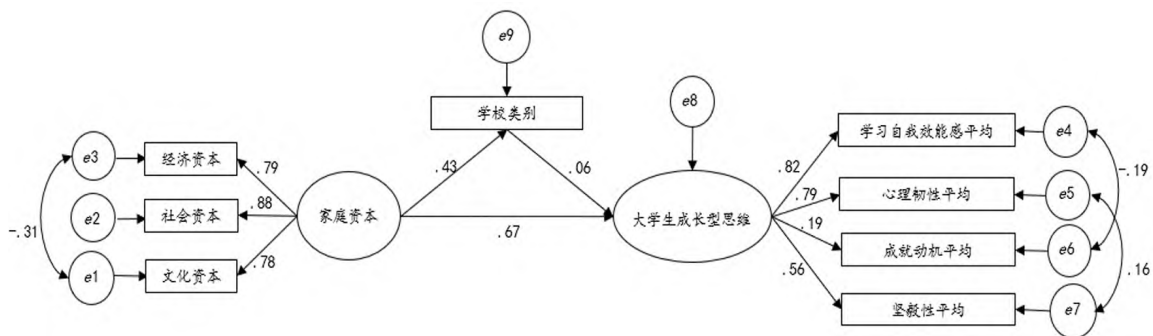 e9
学校类别
e8
e3
经济资本
.79
.43
.06
e2
社会资本
.88
家庭资本
.67
大学生成长型思维
-.31
e1
文化资本
.78
.82
学习自我效能感平均
e4
-.19
.79
心理韧性平均
e5
.19
成就动机平均
e6
.16
.56
坚毅性平均
e7